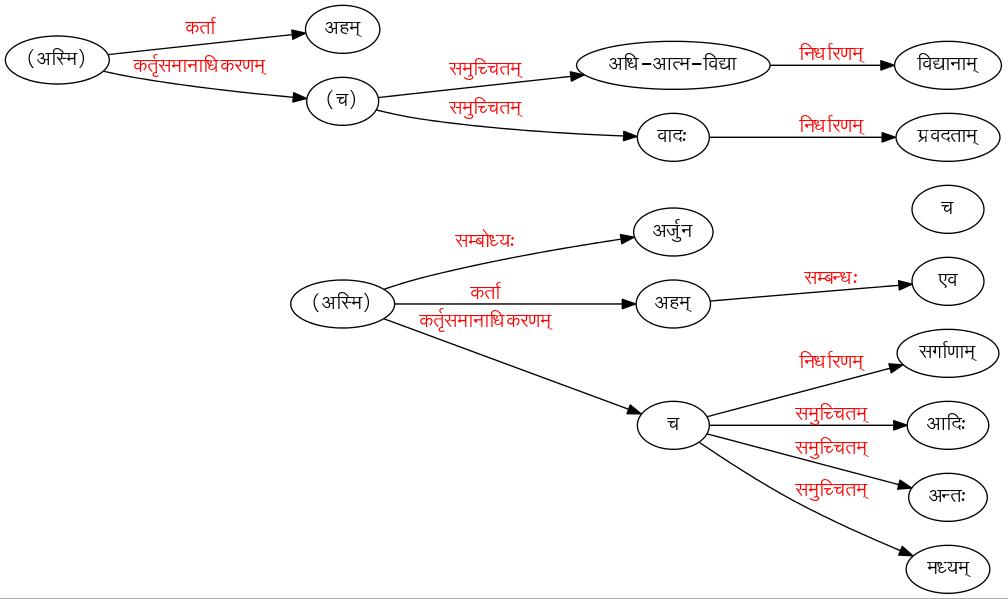 कर्ता
अहम्
(अस्मि)
कर्तृसमानाधिकरणम्
समुच्चितम्
अधि-आत्म-विद्या
निर्धारणम्
विद्यानाम्
(च)
समुच्चितम्
वादः
निर्धारणम्
प्रवदताम्
च
सम्बोध्यः
अर्जुन
(अस्मि)
कर्ता
अहम्
सम्बन्धः
एव
कर्तृसमानाधिकरणम्
निर्धारणम्
सर्गाणाम्
च
समुच्चितम्
आदिः
समुच्चितम्
अन्तः
समुच्चितम्
मध्यम्